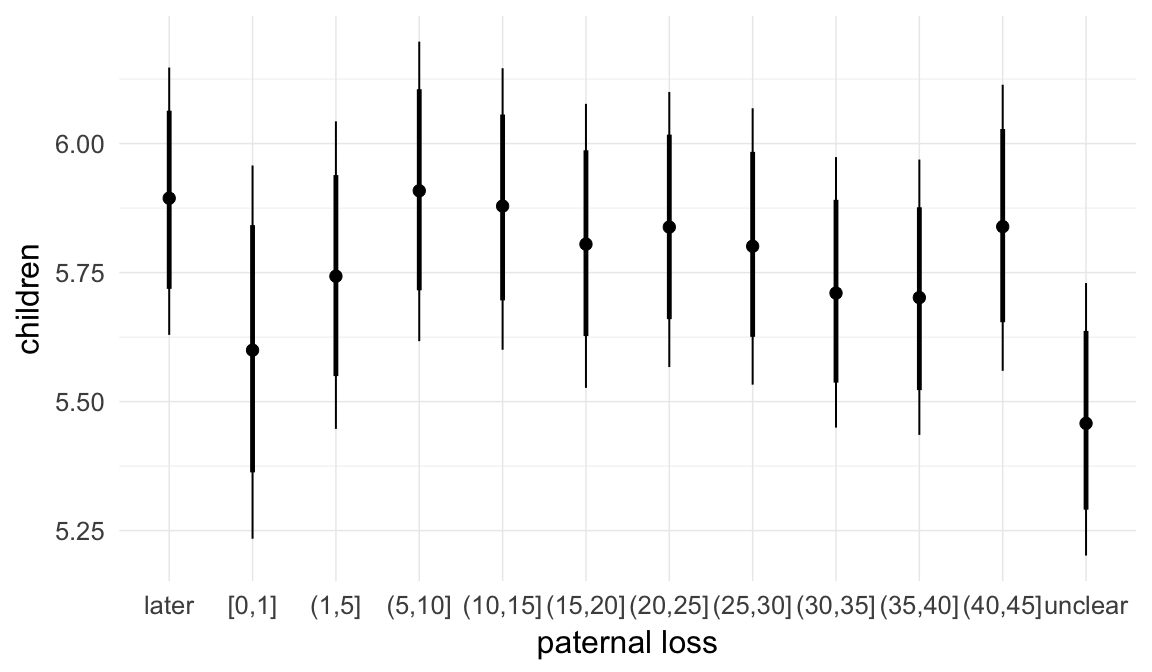 children
6.00
5.75
5.50
5.25
later [0,1] (1,5] (5,10] (10,15] (15,20] (20,25] (25,30] (30,35] (35,40] (40,45] unclear
paternal loss